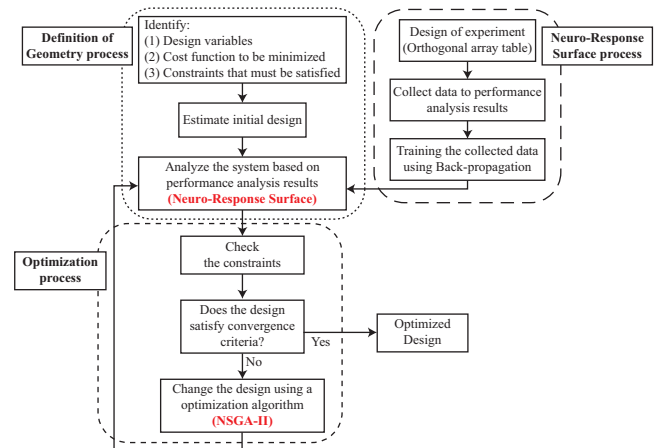 Definition of
Geometry process
Identify:
(1) Design variables
(2) Cost function to be minimized
(3) Constraints that must be satisfied
Estimate initial design
Analyze the system based on
performance analysis results
(Neuro-Response Surface)
Design of experiment
(Orthogonal array table)
Neuro-Response
Surface process
Collect data to performance
analysis results
Training the collected data
using Back-propagation
Optimization
process
Check
the constraints
Does the design
satisfy convergence
criteria?
Yes
Optimized
Design
No
Change the design using a
optimization algorithm
(NSGA-II)